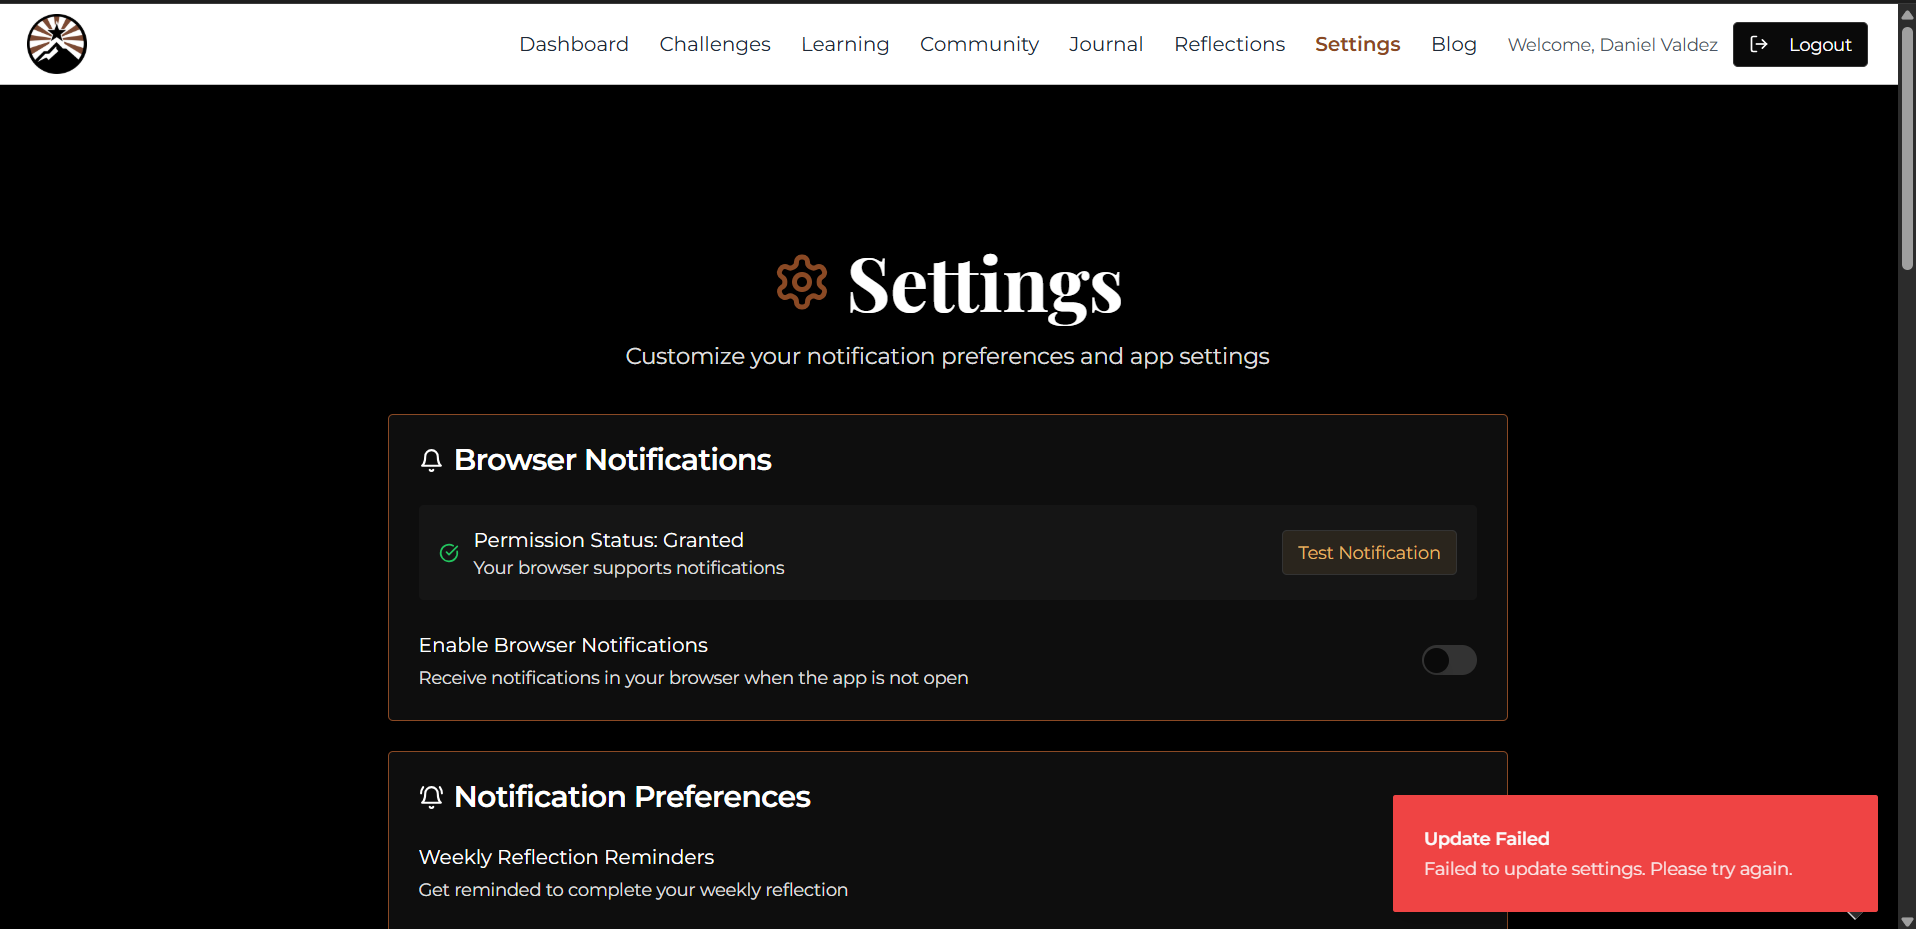 Dashboard Challenges Learning Community Journal Reflections Settings Blog Welcome, Daniel Valdez Logout
Settings
Customize your notification preferences and app settings
Browser Notifications
Permission Status: Granted
Your browser supports notifications
Test Notification
Enable Browser Notifications
Receive notifications in your browser when the app is not open
Notification Preferences
Weekly Reflection Reminders
Get reminded to complete your weekly reflection
Update Failed
Failed to update settings. Please try again.